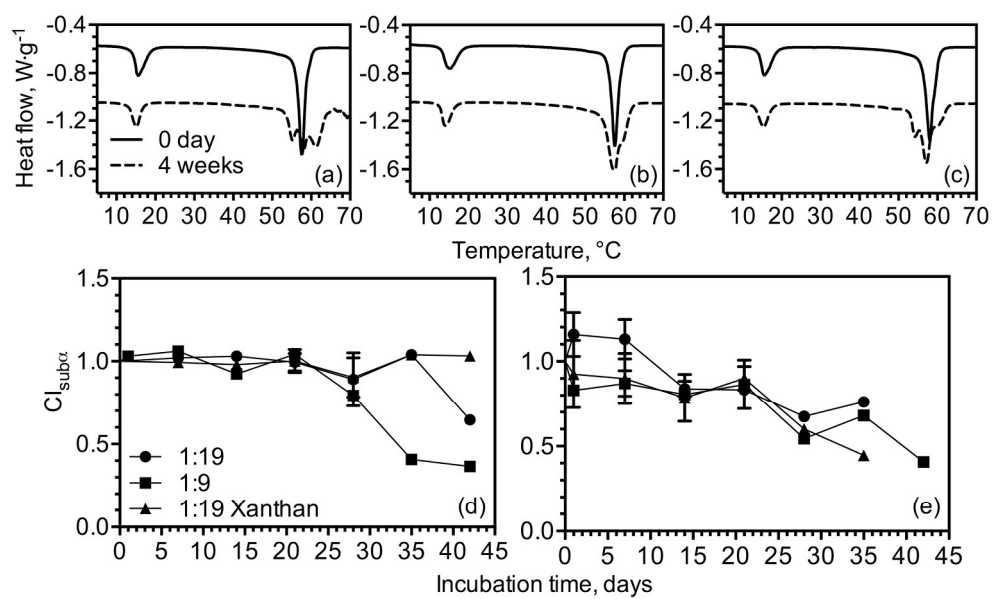 -0.4 -0.4 -0.4
-0.8 -0.8 -0.8
-1.2 -1.2 -1.2
-1.6 -1.6 -1.6
Heat flow, W·g⁻¹
0 day
4 weeks
(a) (b) (c)
10 20 30 40 50 60 70 10 20 30 40 50 60 70 10 20 30 40 50 60 70
Temperature, °C
1.5 1.5
1.0 1.0
0.5 0.5
0.0 0.0
CI subα
1:19
1:9
1:19 Xanthan
(d) (e)
0 5 10 15 20 25 30 35 40 45 0 5 10 15 20 25 30 35 40 45
Incubation time, days